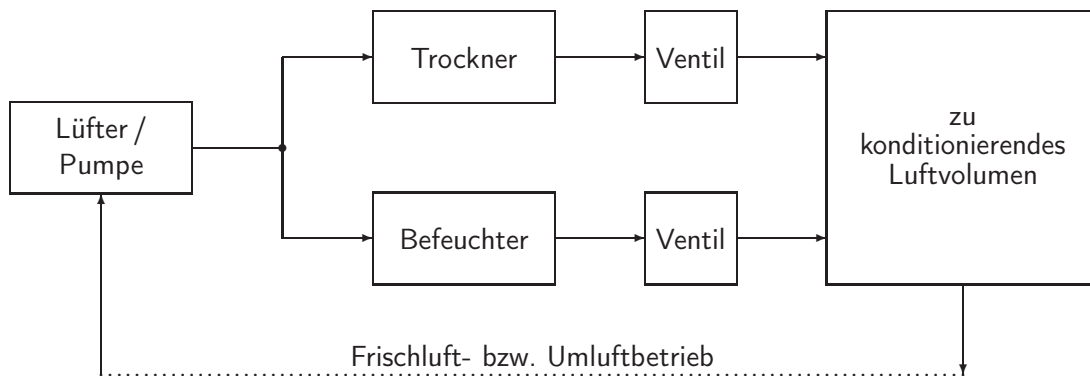 Trockner
Ventil
Lüfter /
Pumpe
zu
konditionierendes
Luftvolumen
Befeuchter
Ventil
Frischluft- bzw. Umluftbetrieb